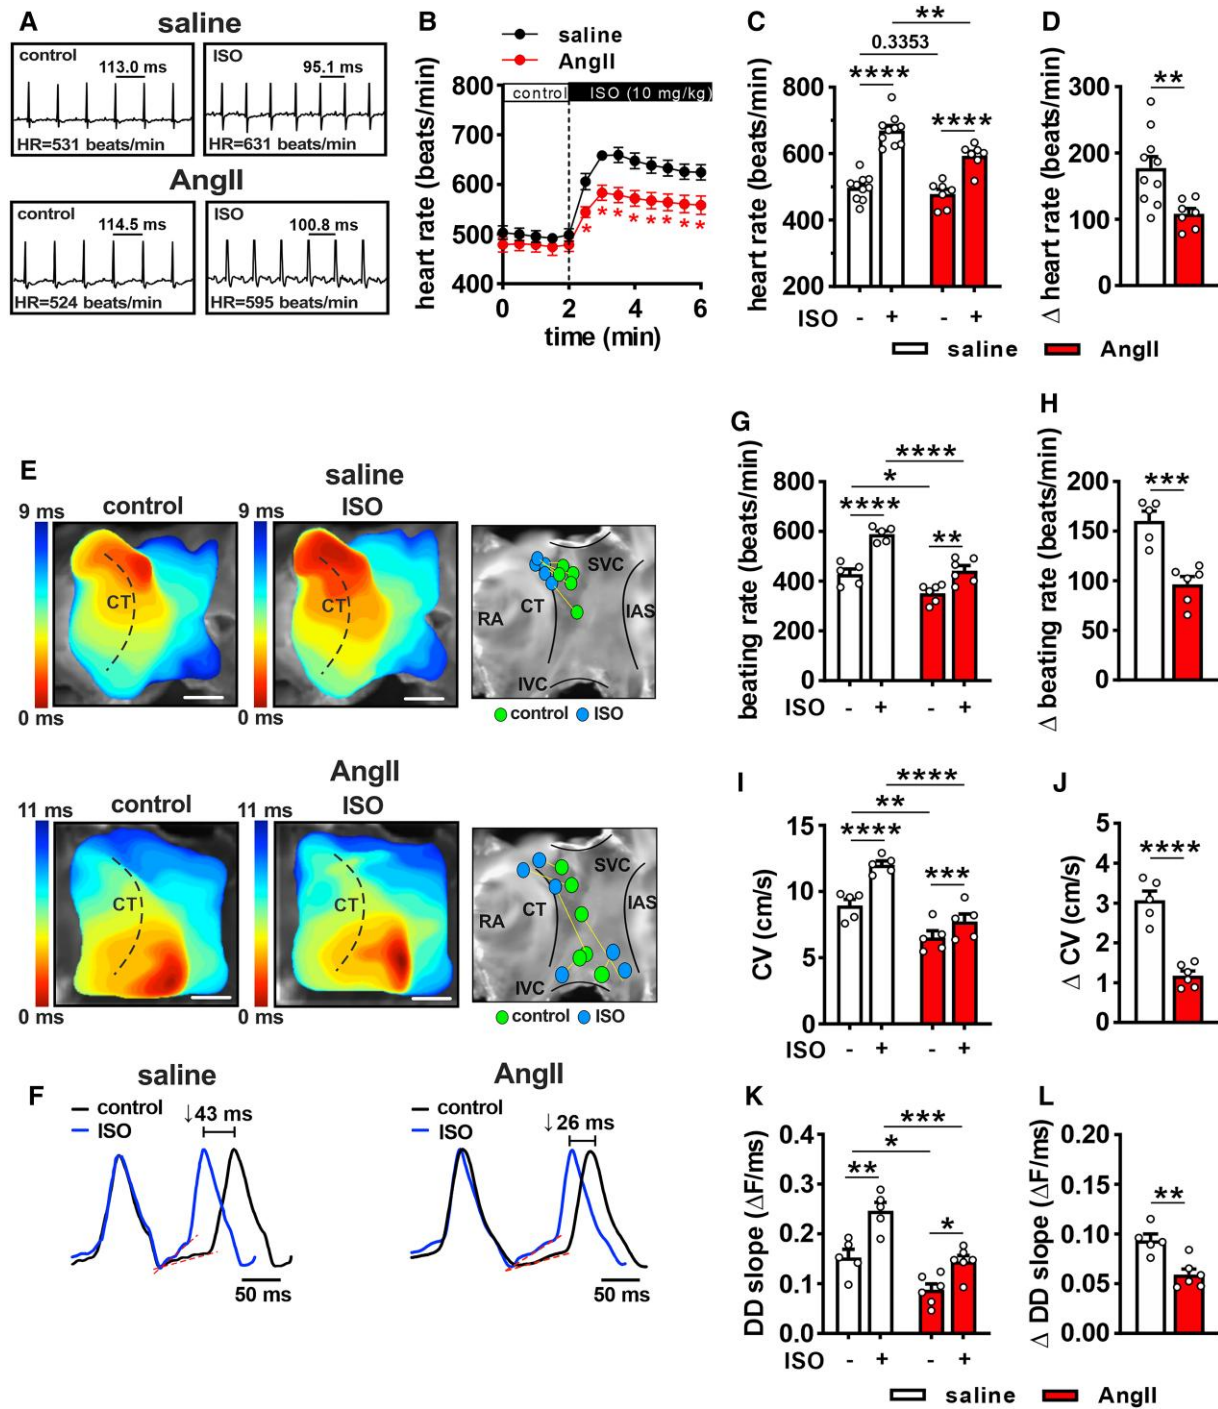 A
saline
control
113.0 ms
HR=531 beats/min
ISO
95.1 ms
HR=631 beats/min
AngII
control
114.5 ms
HR=524 beats/min
ISO
100.8 ms
HR=595 beats/min
B
saline
AngII
heart rate (beats/min)
800
700
600
500
400
control
ISO (10 mg/kg)
* * * * * * * *
0 2 4 6
time (min)
C
heart rate (beats/min)
800
600
400
200
**
0.3353
****
****
ISO - + - +
D
Δ heart rate (beats/min)
300
200
100
0
**
saline AngII
E
saline
control
ISO
9 ms
0 ms
CT
9 ms
0 ms
CT
SVC
RA
CT
IAS
IVC
control ISO
AngII
control
ISO
11 ms
0 ms
CT
11 ms
0 ms
CT
SVC
RA
CT
IAS
IVC
control ISO
F
saline
control
ISO
↓43 ms
50 ms
AngII
control
ISO
↓26 ms
50 ms
G
beating rate (beats/min)
800
600
400
200
0
****
*
****
**
ISO - + - +
H
Δ beating rate (beats/min)
200
150
100
50
0
***
I
CV (cm/s)
15
10
5
0
****
**
****
***
ISO - + - +
J
Δ CV (cm/s)
5
4
3
2
1
0
****
K
DD slope (ΔF/ms)
0.4
0.3
0.2
0.1
0.0
***
*
**
*
ISO - + - +
L
Δ DD slope (ΔF/ms)
0.20
0.15
0.10
0.05
0.00
**
saline AngII